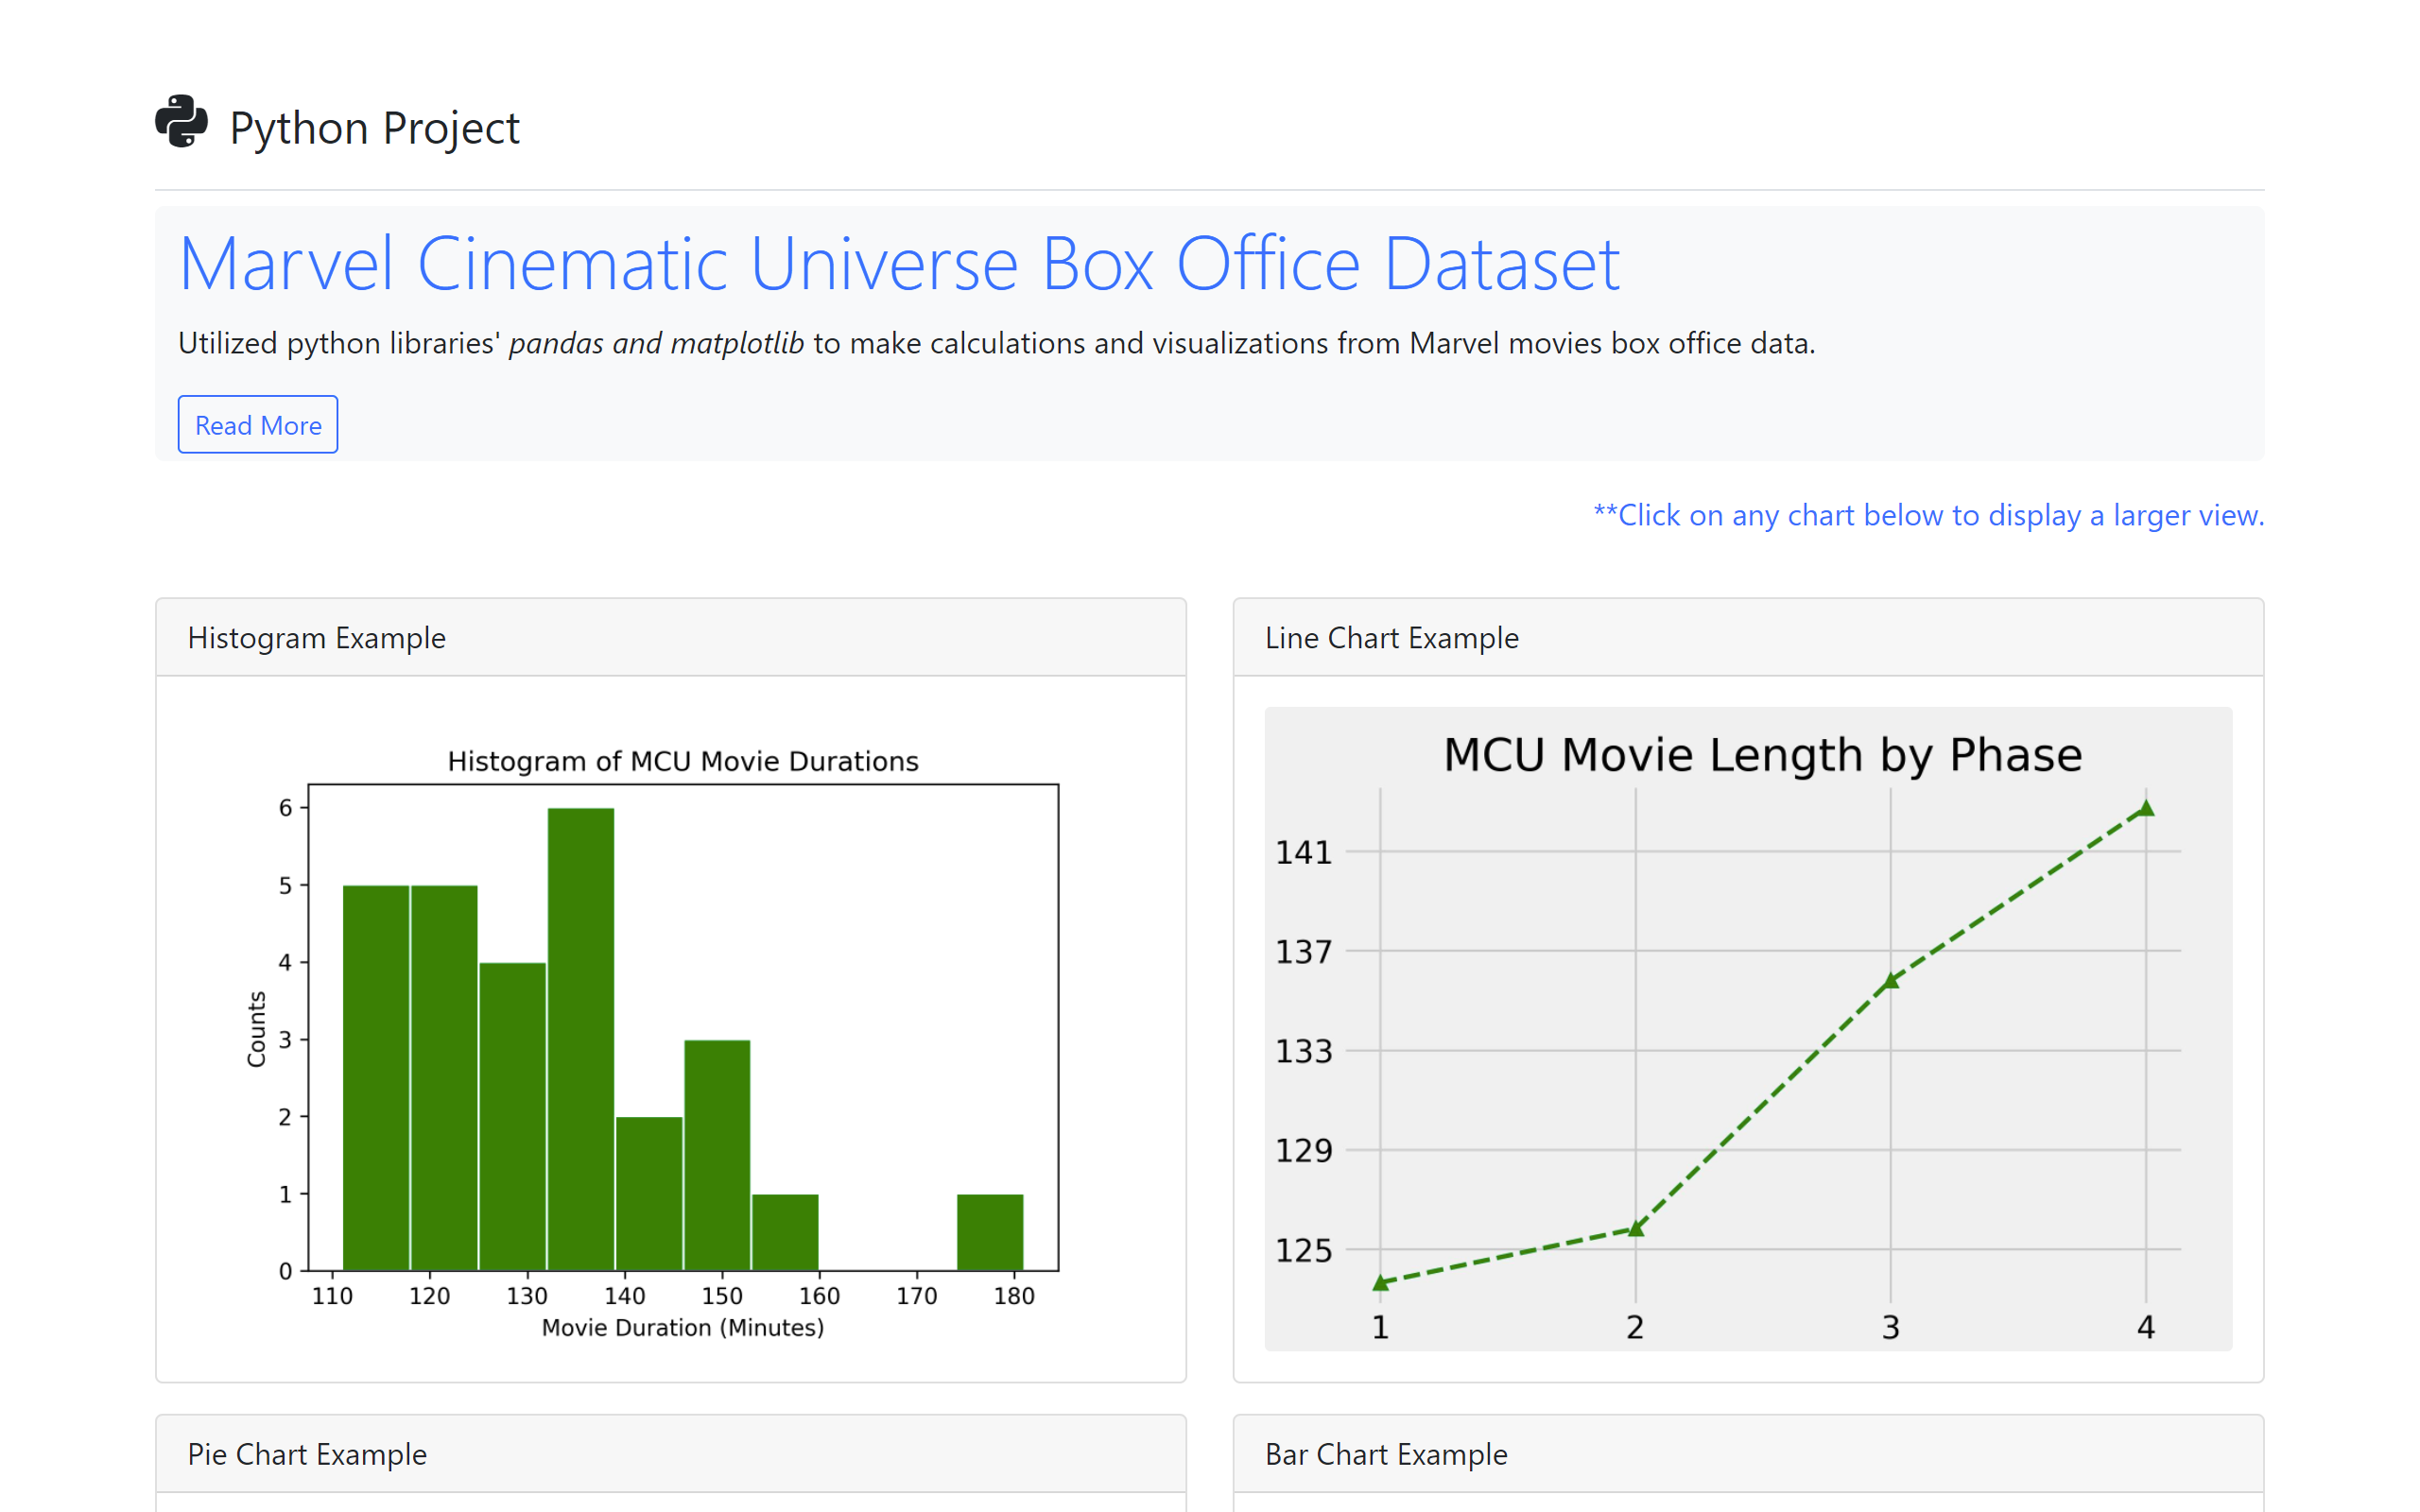 Python Project
Marvel Cinematic Universe Box Office Dataset
Utilized python libraries' pandas and matplotlib to make calculations and visualizations from Marvel movies box office data.
Read More
**Click on any chart below to display a larger view.
Histogram Example
Histogram of MCU Movie Durations
6
5
4
3
2
1
0
Counts
110 120 130 140 150 160 170 180
Movie Duration (Minutes)
Line Chart Example
MCU Movie Length by Phase
141
137
133
129
125
1 2 3 4
Pie Chart Example
Bar Chart Example